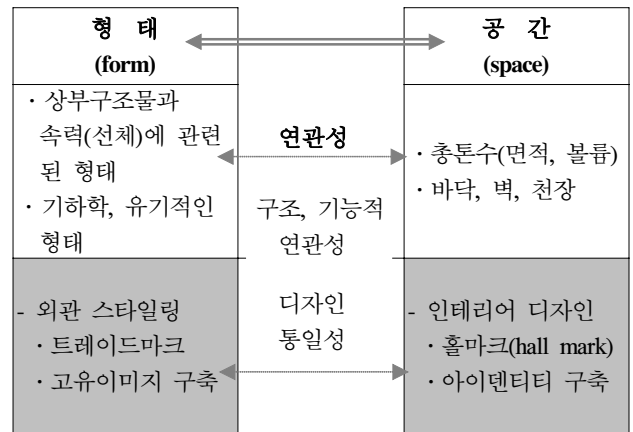 형 태
(form)
· 상부구조물과
속력(선체)에 관련
된 형태
· 기하학, 유기적인
형태
- 외관 스타일링
· 트레이드마크
· 고유이미지 구축
연관성
구조, 기능적
연관성
디자인
통일성
공 간
(space)
· 총톤수(면적, 볼륨)
· 바닥, 벽, 천장
- 인테리어 디자인
· 홀마크(hall mark)
· 아이덴티티 구축